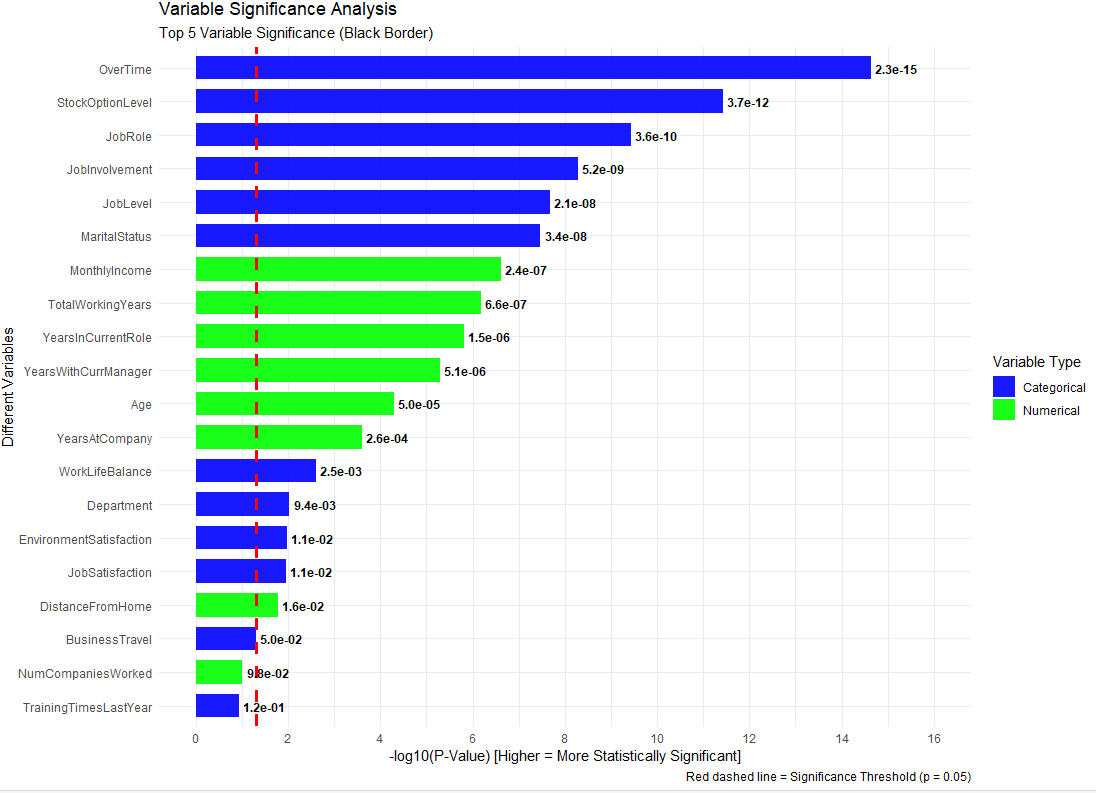 Variable Significance Analysis
Top 5 Variable Significance (Black Border)
OverTime 2.3e-15
StockOptionLevel 3.7e-12
JobRole 3.6e-10
JobInvolvement 5.2e-09
JobLevel 2.1e-08
MaritalStatus 3.4e-08
MonthlyIncome 2.4e-07
TotalWorkingYears 6.6e-07
YearsInCurrentRole 1.5e-06
YearsWithCurrManager 5.1e-06
Age 5.0e-05
YearsAtCompany 2.6e-04
WorkLifeBalance 2.5e-03
Department 9.4e-03
EnvironmentSatisfaction 1.1e-02
JobSatisfaction 1.1e-02
DistanceFromHome 1.6e-02
BusinessTravel 5.0e-02
NumCompaniesWorked 9.8e-02
TrainingTimesLastYear 1.2e-01
Different Variables
0 2 4 6 8 10 12 14 16
-log10(P-Value) [Higher = More Statistically Significant]
Red dashed line = Significance Threshold (p = 0.05)
Variable Type
Categorical
Numerical